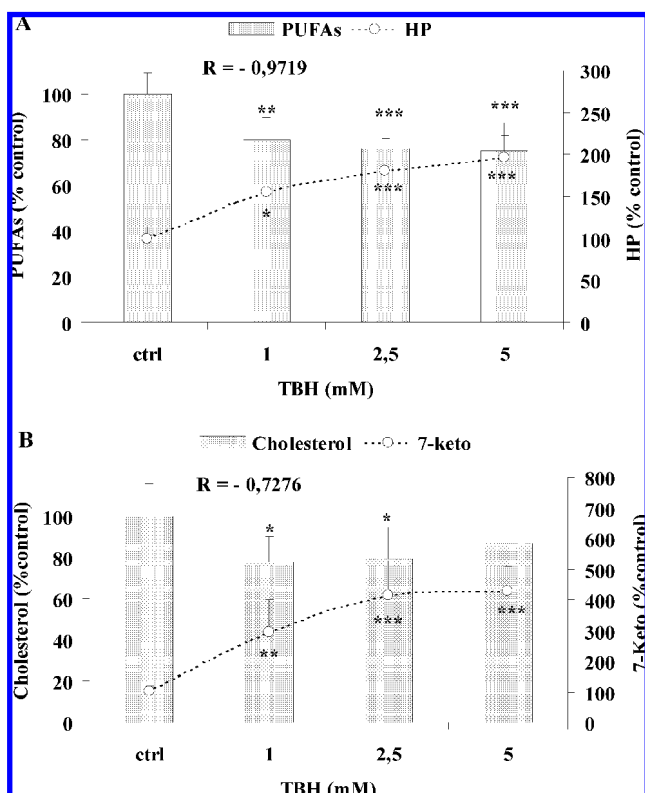 A
PUFAs HP
R = - 0,9719
PUFAs (% control)
100
80
60
40
20
0
** *** ***
* *** ***
300
250
200
150
100
50
0
HP (% control)
ctrl 1 2,5 5
TBH (mM)
B
Cholesterol 7-keto
R = - 0,7276
Cholesterol (%control)
100
80
60
40
20
0
* *
** *** ***
800
700
600
500
400
300
200
100
0
7-Keto (%control)
ctrl 1 2,5 5
TBH (mM)